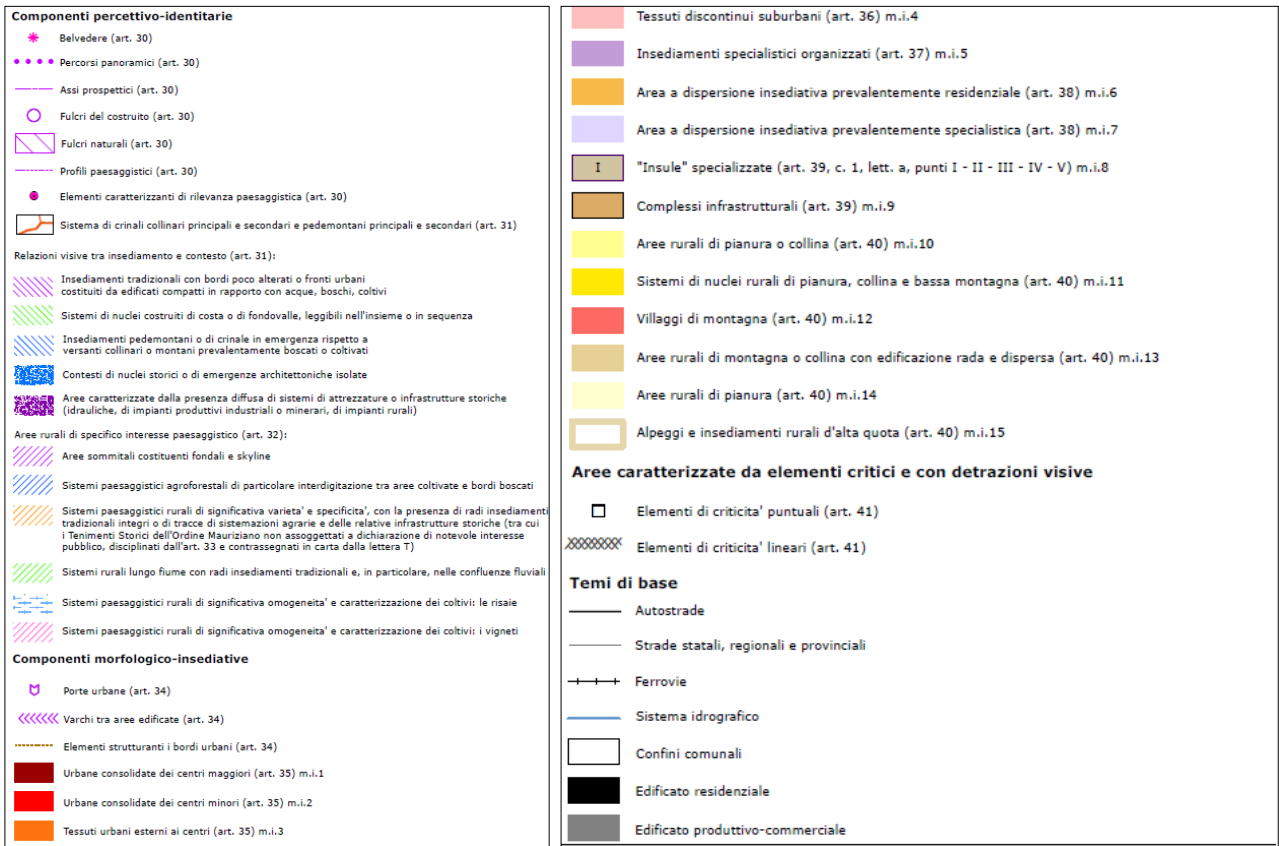 Componenti percettivo-identitarie
Belvedere (art. 30)
Percorsi panoramici (art. 30)
Assi prospettici (art. 30)
Fulcri del costruito (art. 30)
Fulcri naturali (art. 30)
Profili paesaggistici (art. 30)
Elementi caratterizzanti di rilevanza paesaggistica (art. 30)
Sistema di crinali collinari principali e secondari e pedemontani principali e secondari (art. 31)
Relazioni visive tra insediamento e contesto (art. 31):
Insediamenti tradizionali con bordi poco alterati o fronti urbani
costituiti da edificati compatti in rapporto con acque, boschi, coltivi
Sistemi di nuclei costruiti di costa o di fondovalle, leggibili nell'insieme o in sequenza
Insediamenti pedemontani o di crinale in emergenza rispetto a
versanti collinari o montani prevalentemente boscati o coltivati
Contesti di nuclei storici o di emergenze architettoniche isolate
Aree caratterizzate dalla presenza diffusa di sistemi di attrezzature o infrastrutture storiche
(idrauliche, di impianti produttivi industriali o minerari, di impianti rurali)
Aree rurali di specifico interesse paesaggistico (art. 32):
Aree sommitali costituenti fondali e skyline
Sistemi paesaggistici agroforestali di particolare interdigitazione tra aree coltivate e bordi boscati
Sistemi paesaggistici rurali di significativa varieta' e specificita', con la presenza di radi insediamenti
tradizionali integri o di tracce di sistemazioni agrarie e delle relative infrastrutture storiche (tra cui
i Tenimenti Storici dell'Ordine Mauriziano non assoggettati a dichiarazione di notevole interesse
pubblico, disciplinati dall'art. 33 e contrassegnati in carta dalla lettera T)
Sistemi rurali lungo fiume con radi insediamenti tradizionali e, in particolare, nelle confluenze fluviali
Sistemi paesaggistici rurali di significativa omogeneita' e caratterizzazione dei coltivi: le risaie
Sistemi paesaggistici rurali di significativa omogeneita' e caratterizzazione dei coltivi: i vigneti
Componenti morfologico-insediative
Porte urbane (art. 34)
Varchi tra aree edificate (art. 34)
Elementi strutturanti i bordi urbani (art. 34)
Urbane consolidate dei centri maggiori (art. 35) m.i.1
Urbane consolidate dei centri minori (art. 35) m.i.2
Tessuti urbani esterni ai centri (art. 35) m.i.3
Tessuti discontinui suburbani (art. 36) m.i.4
Insediamenti specialistici organizzati (art. 37) m.i.5
Area a dispersione insediativa prevalentemente residenziale (art. 38) m.i.6
Area a dispersione insediativa prevalentemente specialistica (art. 38) m.i.7
I "Insule" specializzate (art. 39, c. 1, lett. a, punti I - II - III - IV - V) m.i.8
Complessi infrastrutturali (art. 39) m.i.9
Aree rurali di pianura o collina (art. 40) m.i.10
Sistemi di nuclei rurali di pianura, collina e bassa montagna (art. 40) m.i.11
Villaggi di montagna (art. 40) m.i.12
Aree rurali di montagna o collina con edificazione rada e dispersa (art. 40) m.i.13
Aree rurali di pianura (art. 40) m.i.14
Alpeggi e insediamenti rurali d'alta quota (art. 40) m.i.15
Aree caratterizzate da elementi critici e con detrazioni visive
Elementi di criticita' puntuali (art. 41)
Elementi di criticita' lineari (art. 41)
Temi di base
Autostrade
Strade statali, regionali e provinciali
Ferrovie
Sistema idrografico
Confini comunali
Edificato residenziale
Edificato produttivo-commerciale